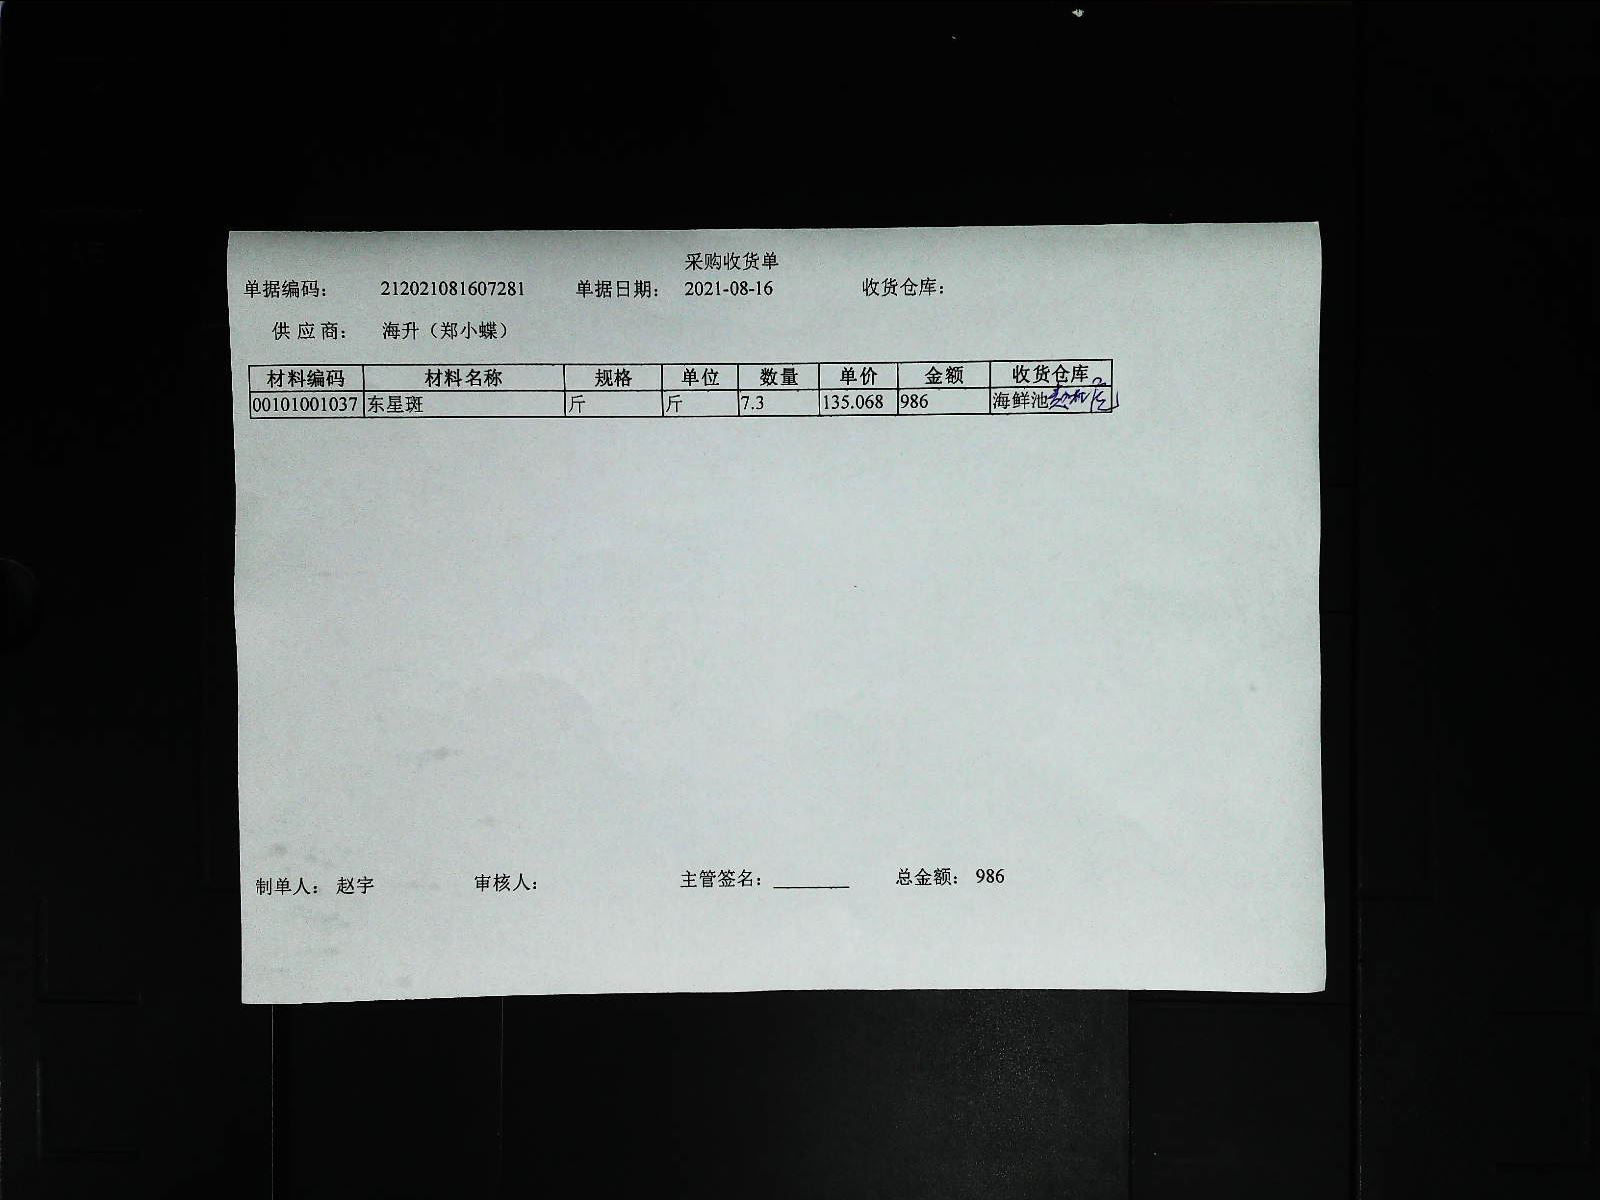 采购收货单
单据编码： 212021081607281 单据日期： 2021-08-16 收货仓库：
供 应 商： 海升（郑小蝶）
材料编码 材料名称 规格 单位 数量 单价 金额 收货仓库
00101001037 东星斑 斤 斤 7.3 135.068 986 海鲜池
制单人： 赵宇 审核人： 主管签名：________ 总金额： 986